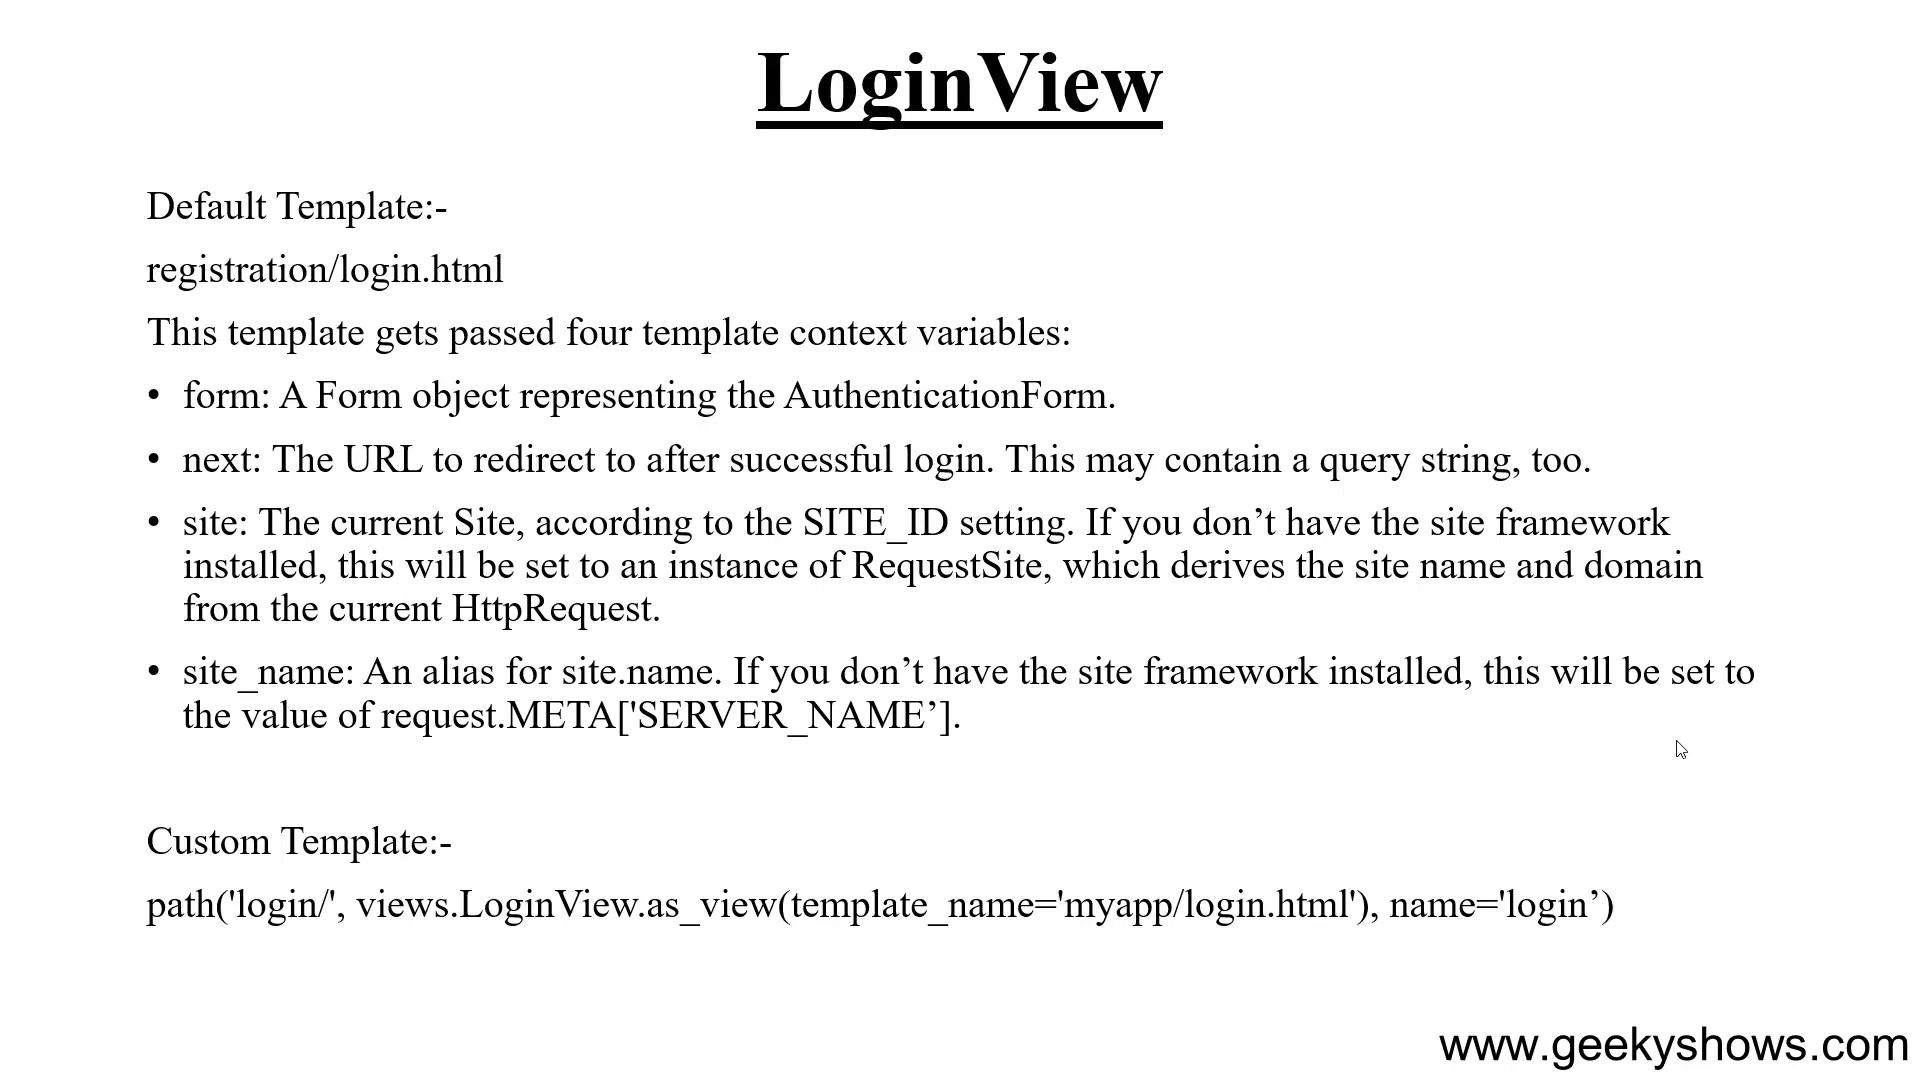 LoginView
Default Template:-
registration/login.html
This template gets passed four template context variables:
• form: A Form object representing the AuthenticationForm.
• next: The URL to redirect to after successful login. This may contain a query string, too.
• site: The current Site, according to the SITE_ID setting. If you don’t have the site framework
installed, this will be set to an instance of RequestSite, which derives the site name and domain
from the current HttpRequest.
• site_name: An alias for site.name. If you don’t have the site framework installed, this will be set to
the value of request.META['SERVER_NAME’].
Custom Template:-
path('login/', views.LoginView.as_view(template_name='myapp/login.html'), name='login’)
www.geekyshows.com